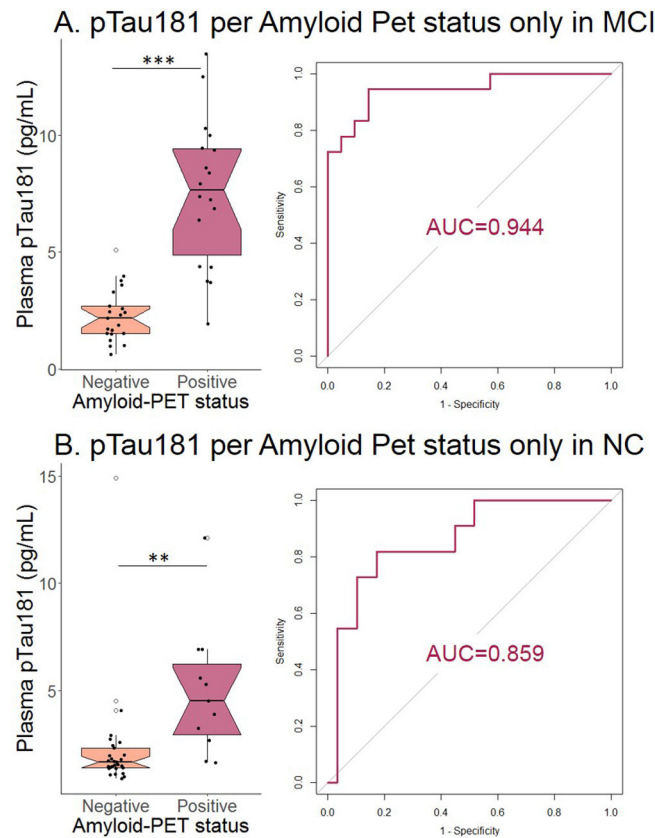 A. pTau181 per Amyloid Pet status only in MCI
Plasma pTau181 (pg/mL)
10
5
0
***
Negative Positive
Amyloid-PET status
Sensitivity
1.0
0.8
0.6
0.4
0.2
0.0
AUC=0.944
0.0 0.2 0.4 0.6 0.8 1.0
1 - Specificity
B. pTau181 per Amyloid Pet status only in NC
Plasma pTau181 (pg/mL)
15
10
5
**
Negative Positive
Amyloid-PET status
Sensitivity
1.0
0.8
0.6
0.4
0.2
0.0
AUC=0.859
0.0 0.2 0.4 0.6 0.8 1.0
1 - Specificity